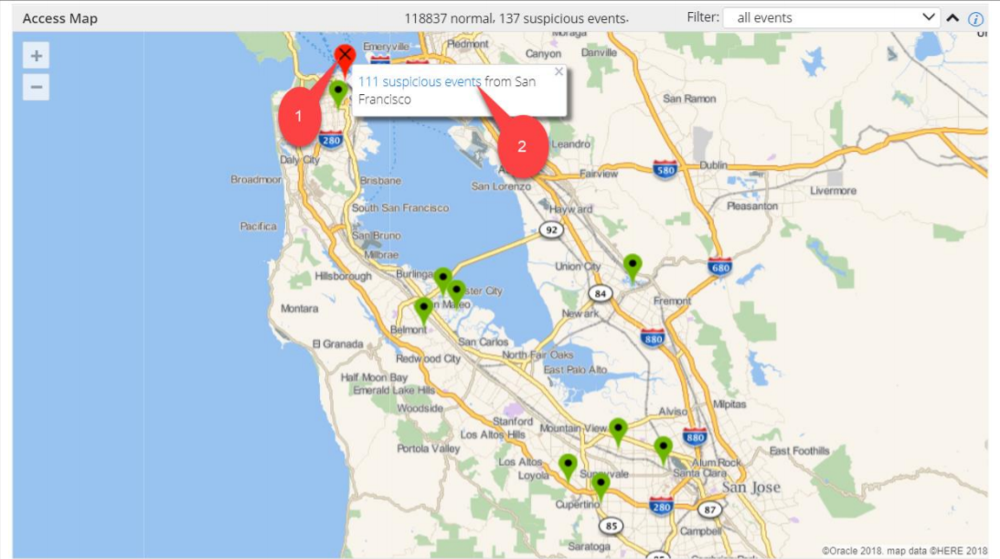 Access Map
118837 normal, 137 suspicious events.
Filter:
all events
+
−
Emeryville
Piedmont
Moraga
Canyon
Danville
111 suspicious events from San
Francisco
1
2
280
Daly City
San Ramon
Leandro
Dublin
580
Fairview
Broadmoor
Brisbane
San Lorenzo
Livermore
South San Francisco
Hayward
Pleasanton
Pacifica
San Bruno
92
Millbrae
Union City
680
Hillsborough
Burlinga
ster City
84
Fremont
Montara
n Mateo
Newark
Belmont
880
El Granada
San Carlos
Redwood City
North Fair Oaks
East Palo Alto
Half Moon Bay
Emerald Lake Hills
Woodside
Alviso
Milpitas
Stanford
Mountain View
Los Altos Hills
880
Portola Valley
East Foothills
Los Altos
Alum Rock
Loyola
Sunnyvale
Santa Clara
San Jose
Cupertino
280
87
85
Campbell
Saratoga
©Oracle 2018. map data ©HERE 2018